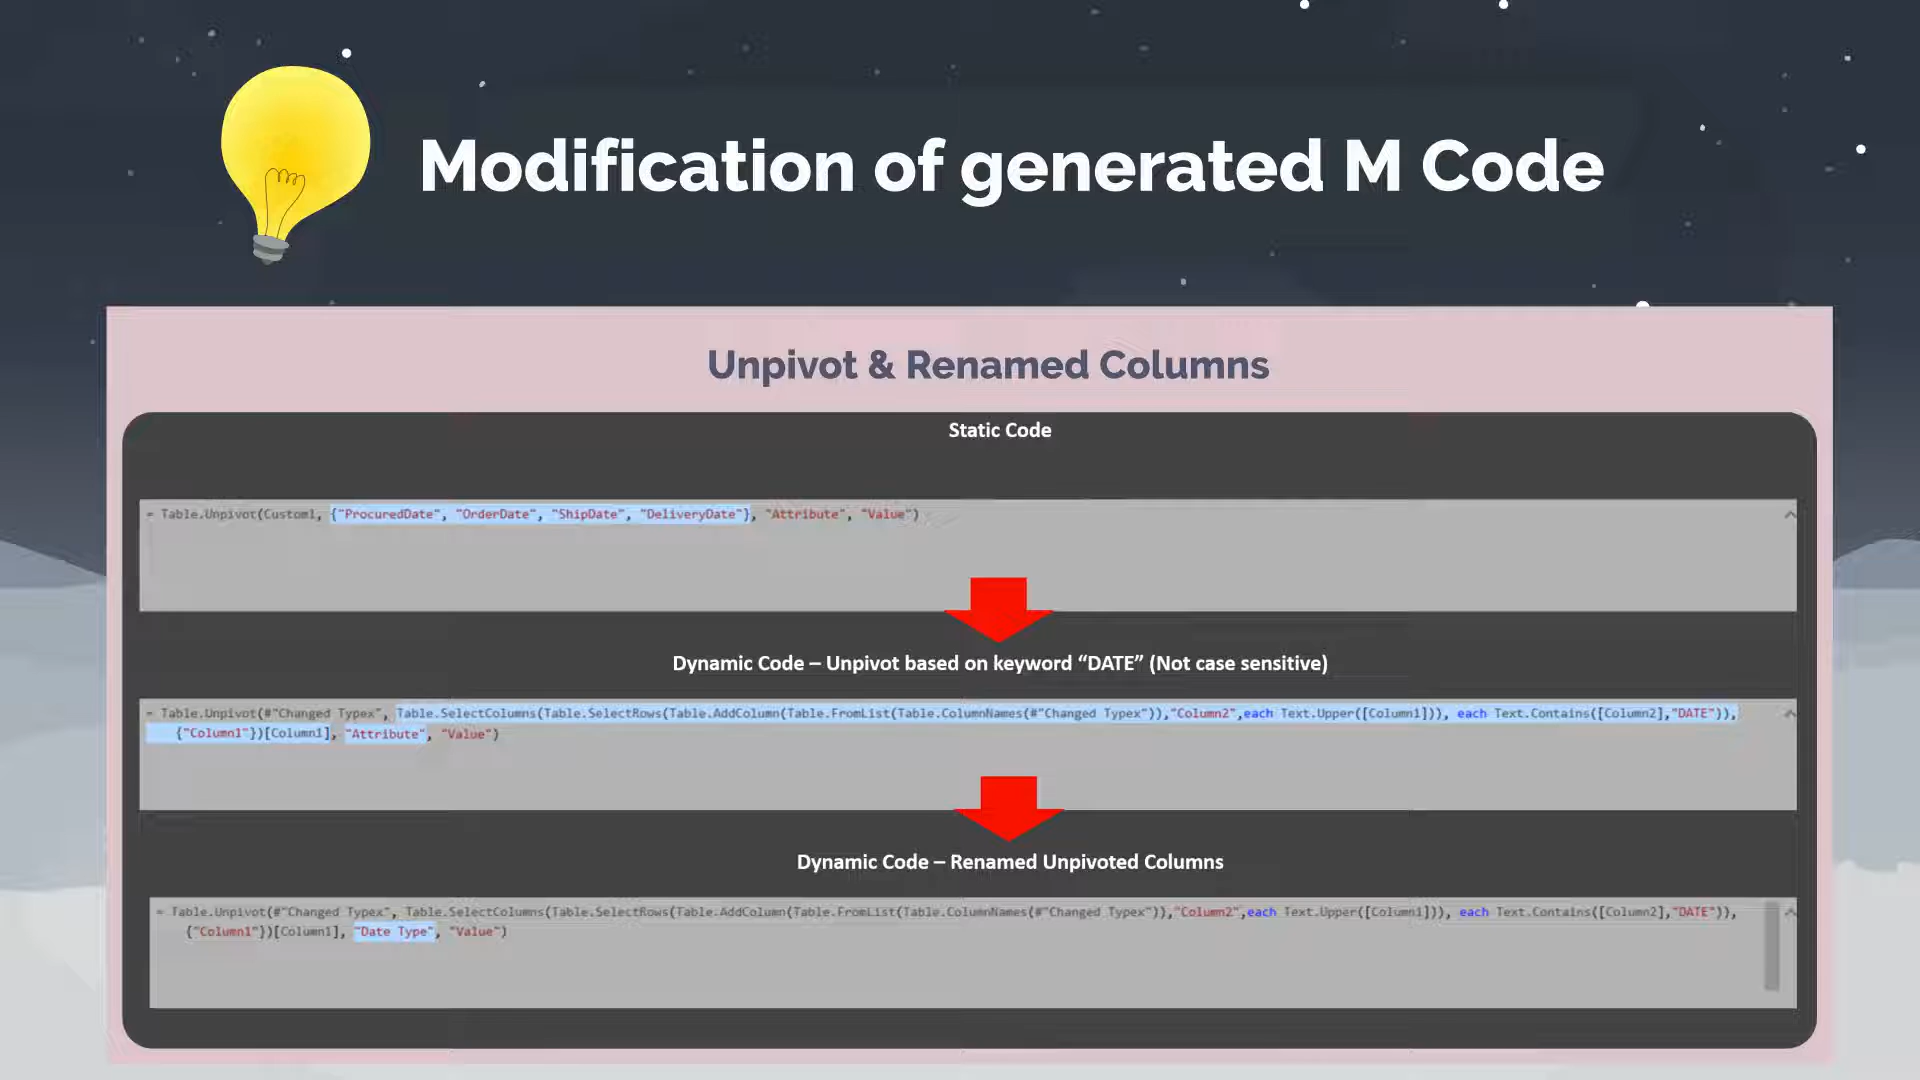 Modification of generated M Code
Unpivot & Renamed Columns
Static Code
= Table.Unpivot(Custom1, {"ProcuredDate", "OrderDate", "ShipDate", "DeliveryDate"}, "Attribute", "Value")
Dynamic Code – Unpivot based on keyword “DATE” (Not case sensitive)
= Table.Unpivot(#"Changed Typex", Table.SelectColumns(Table.SelectRows(Table.AddColumn(Table.FromList(Table.ColumnNames(#"Changed Typex")),"Column2",each Text.Upper([Column1])), each Text.Contains([Column2],"DATE")),
{"Column1"})[Column1], "Attribute", "Value")
Dynamic Code – Renamed Unpivoted Columns
= Table.Unpivot(#"Changed Typex", Table.SelectColumns(Table.SelectRows(Table.AddColumn(Table.FromList(Table.ColumnNames(#"Changed Typex")),"Column2",each Text.Upper([Column1])), each Text.Contains([Column2],"DATE")),
{"Column1"})[Column1], "Date Type", "Value")